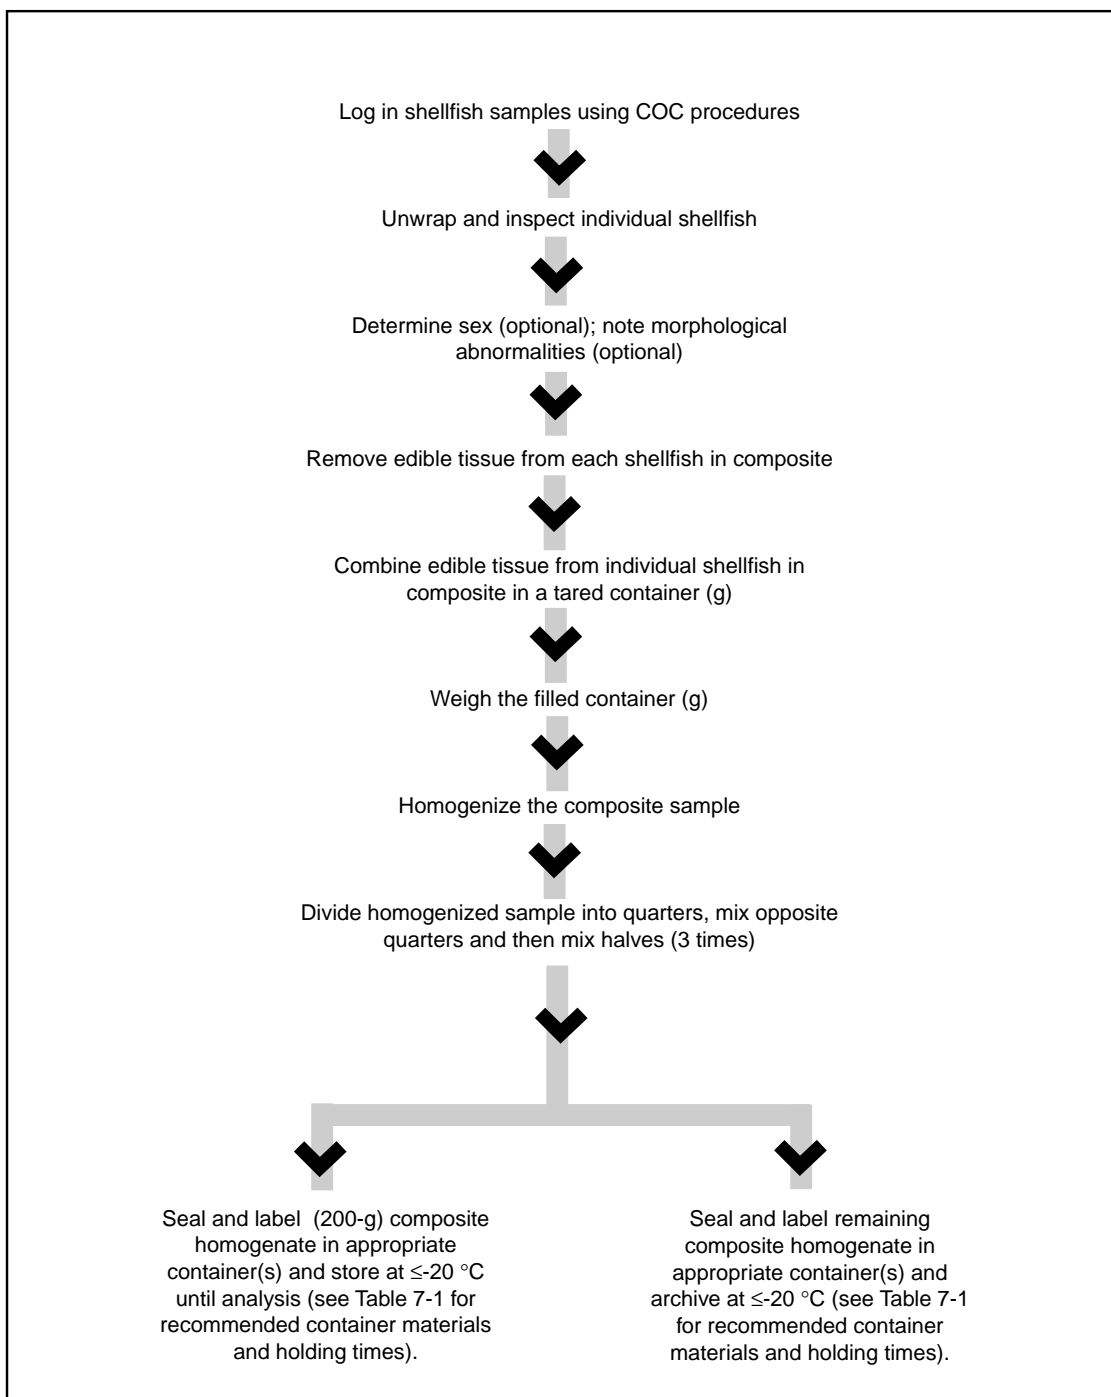 Log in shellfish samples using COC procedures
Unwrap and inspect individual shellfish
Determine sex (optional); note morphological
abnormalities (optional)
Remove edible tissue from each shellfish in composite
Combine edible tissue from individual shellfish in
composite in a tared container (g)
Weigh the filled container (g)
Homogenize the composite sample
Divide homogenized sample into quarters, mix opposite
quarters and then mix halves (3 times)
Seal and label  (200-g) composite
homogenate in appropriate
container(s) and store at ≤-20 °C
until analysis (see Table 7-1 for
recommended container materials
and holding times).
Seal and label remaining
composite homogenate in
appropriate container(s) and
archive at ≤-20 °C (see Table 7-1
for recommended container
materials and holding times).